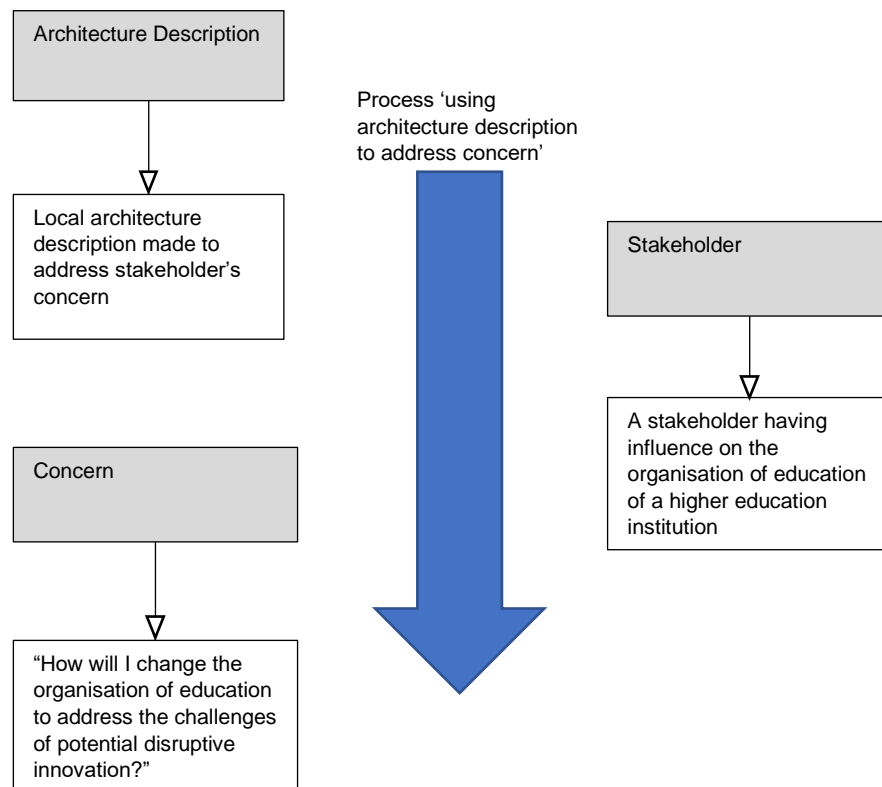 Architecture Description
Local architecture
description made to
address stakeholder’s
concern
Process ‘using
architecture description
to address concern’
Stakeholder
A stakeholder having
influence on the
organisation of education
of a higher education
institution
Concern
“How will I change the
organisation of education
to address the challenges
of potential disruptive
innovation?”